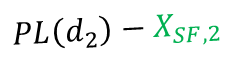 PL(d₂) − X_{SF,2}